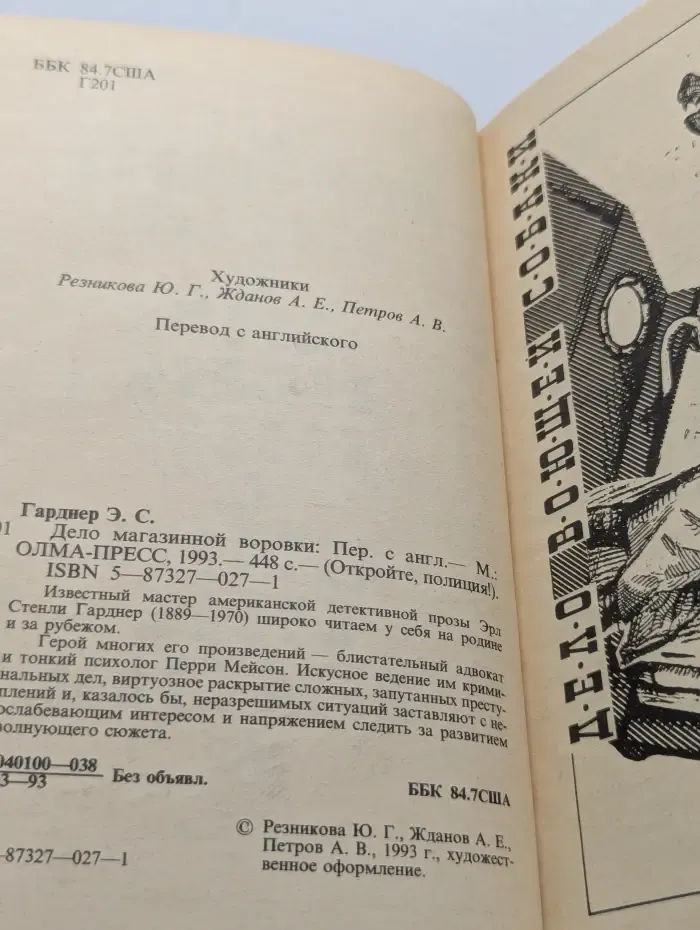 ББК 84.7США
Г201
Художники
Резникова Ю. Г., Жданов А. Е., Петров А. В.
Перевод с английского
Гарднер Э. С.
01 Дело магазинной воровки: Пер. с англ.— М.:
ОЛМА-ПРЕСС, 1993.— 448 с.— (Откройте, полиция!).
ISBN 5—87327—027—1
Известный мастер американской детективной прозы Эрл
Стенли Гарднер (1889—1970) широко читаем у себя на родине
и за рубежом.
Герой многих его произведений — блистательный адвокат
и тонкий психолог Перри Мейсон. Искусное ведение им крими-
нальных дел, виртуозное раскрытие сложных, запутанных престу-
плений и, казалось бы, неразрешимых ситуаций заставляют с не-
ослабевающим интересом и напряжением следить за развитием
волнующего сюжета.
040100—038
3—93
Без объявл.
ББК 84.7США
—87327—027—1
© Резникова Ю. Г., Жданов А. Е.,
Петров А. В., 1993 г., художест-
венное оформление.
Д·Е·Л·О В·О·Ю·Щ·Е·Й С·О·Б·А·К·И